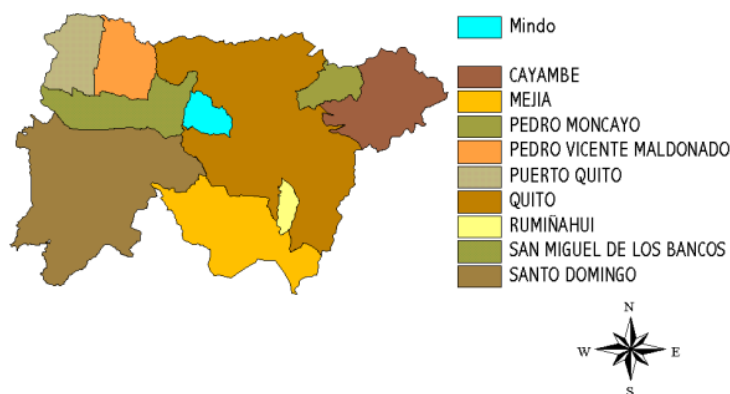 Mindo
CAYAMBE
MEJIA
PEDRO MONCAYO
PEDRO VICENTE MALDONADO
PUERTO QUITO
QUITO
RUMIÑAHUI
SAN MIGUEL DE LOS BANCOS
SANTO DOMINGO
N
W E
S